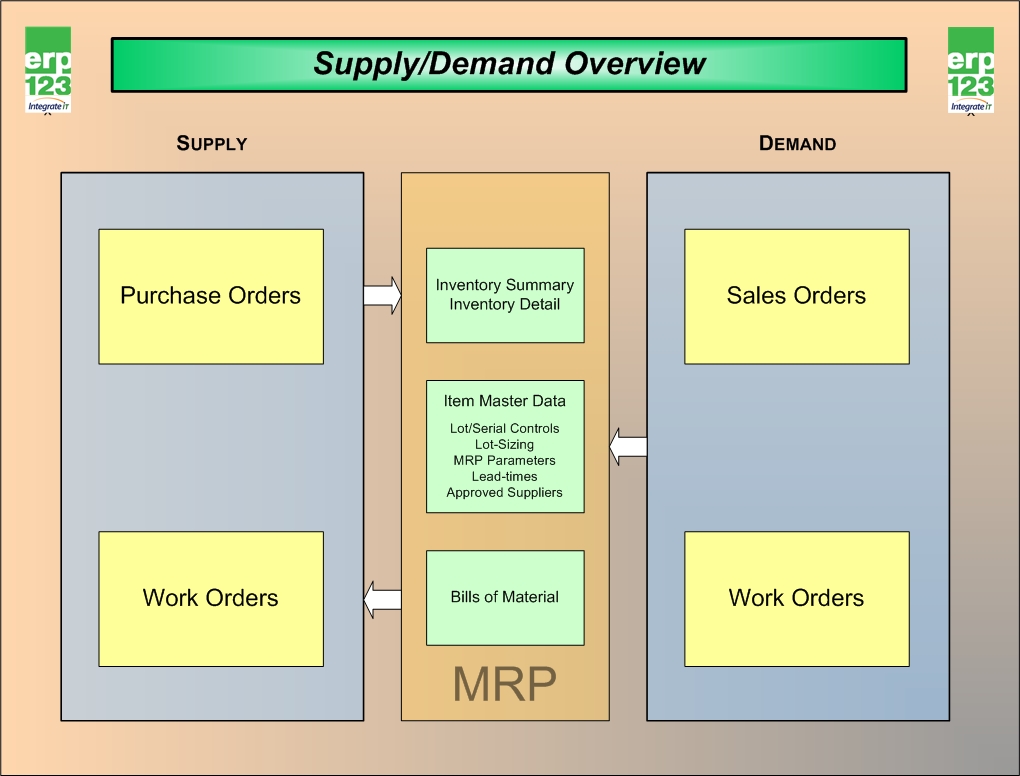 erp
123
Integrate iT
Supply/Demand Overview
erp
123
Integrate iT
SUPPLY
DEMAND
Purchase Orders
Inventory Summary
Inventory Detail
Sales Orders
Item Master Data
Lot/Serial Controls
Lot-Sizing
MRP Parameters
Lead-times
Approved Suppliers
Work Orders
Bills of Material
Work Orders
MRP